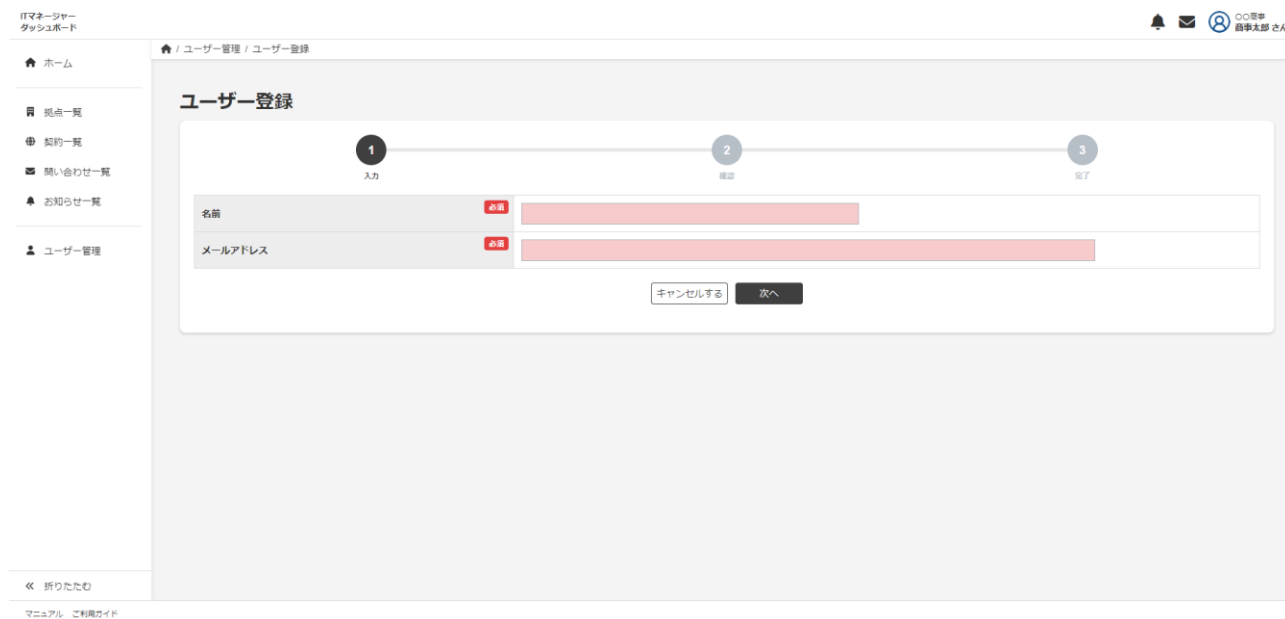 ITマネージャー
ダッシュボード
〇〇商事
商事太郎 さん
ホーム
拠点一覧
契約一覧
問い合わせ一覧
お知らせ一覧
ユーザー管理
/ ユーザー管理 / ユーザー登録
ユーザー登録
1
2
3
入力
確認
完了
名前
必須
メールアドレス
必須
キャンセルする
次へ
折りたたむ
マニュアル ご利用ガイド